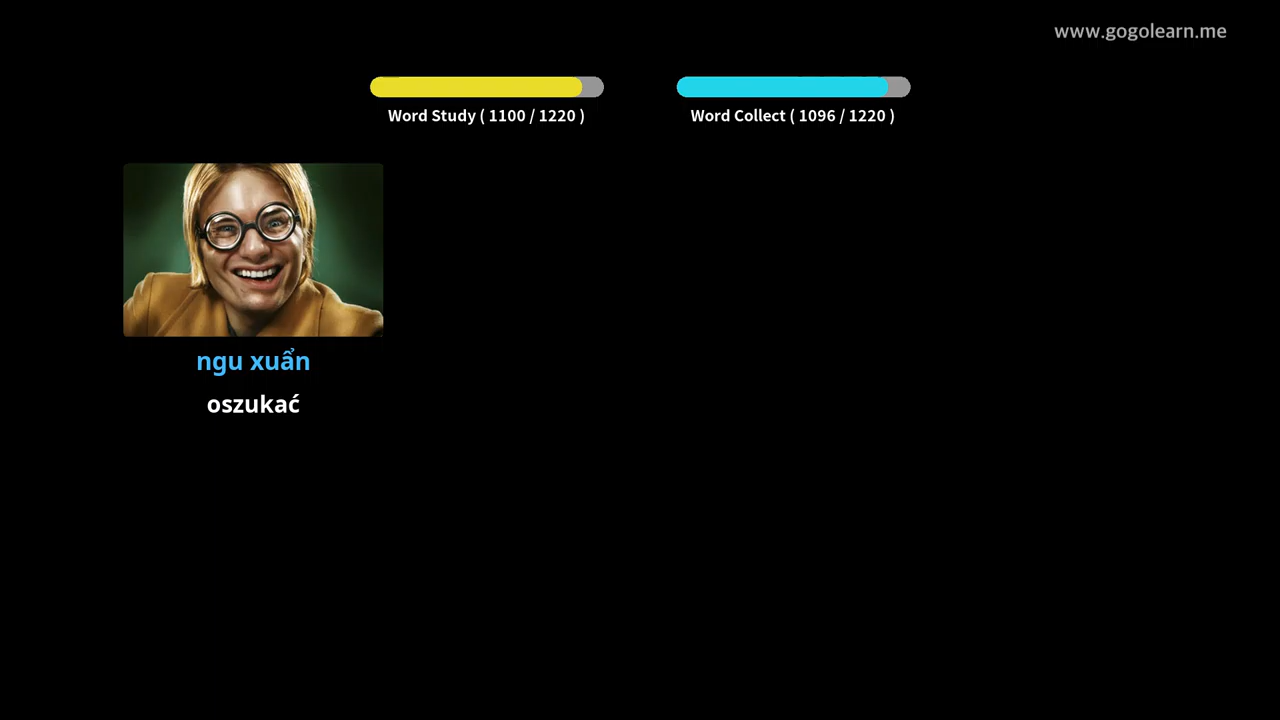 www.gogolearn.me
Word Study ( 1100 / 1220 )
Word Collect ( 1096 / 1220 )
ngu xuẩn
oszukać